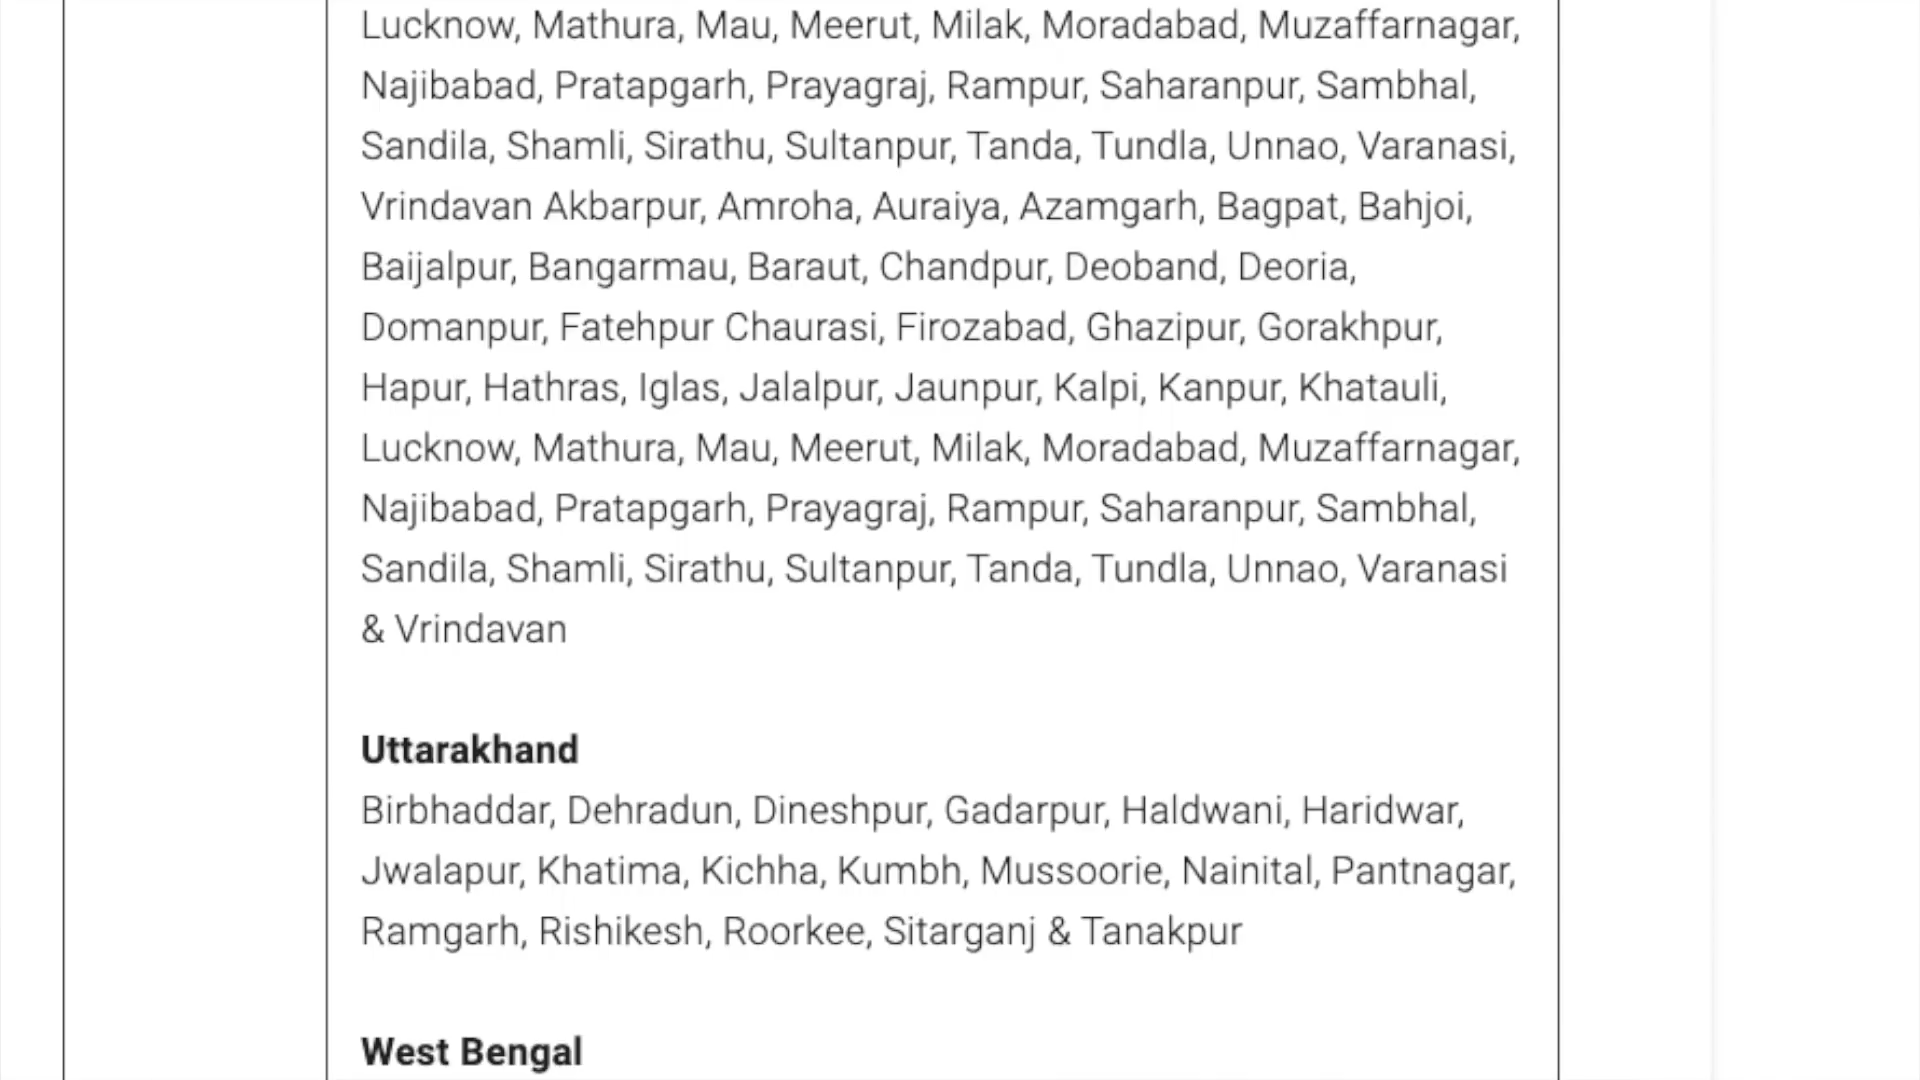 Lucknow, Mathura, Mau, Meerut, Milak, Moradabad, Muzaffarnagar,
Najibabad, Pratapgarh, Prayagraj, Rampur, Saharanpur, Sambhal,
Sandila, Shamli, Sirathu, Sultanpur, Tanda, Tundla, Unnao, Varanasi,
Vrindavan Akbarpur, Amroha, Auraiya, Azamgarh, Bagpat, Bahjoi,
Baijalpur, Bangarmau, Baraut, Chandpur, Deoband, Deoria,
Domanpur, Fatehpur Chaurasi, Firozabad, Ghazipur, Gorakhpur,
Hapur, Hathras, Iglas, Jalalpur, Jaunpur, Kalpi, Kanpur, Khatauli,
Lucknow, Mathura, Mau, Meerut, Milak, Moradabad, Muzaffarnagar,
Najibabad, Pratapgarh, Prayagraj, Rampur, Saharanpur, Sambhal,
Sandila, Shamli, Sirathu, Sultanpur, Tanda, Tundla, Unnao, Varanasi
& Vrindavan
Uttarakhand
Birbhaddar, Dehradun, Dineshpur, Gadarpur, Haldwani, Haridwar,
Jwalapur, Khatima, Kichha, Kumbh, Mussoorie, Nainital, Pantnagar,
Ramgarh, Rishikesh, Roorkee, Sitarganj & Tanakpur
West Bengal